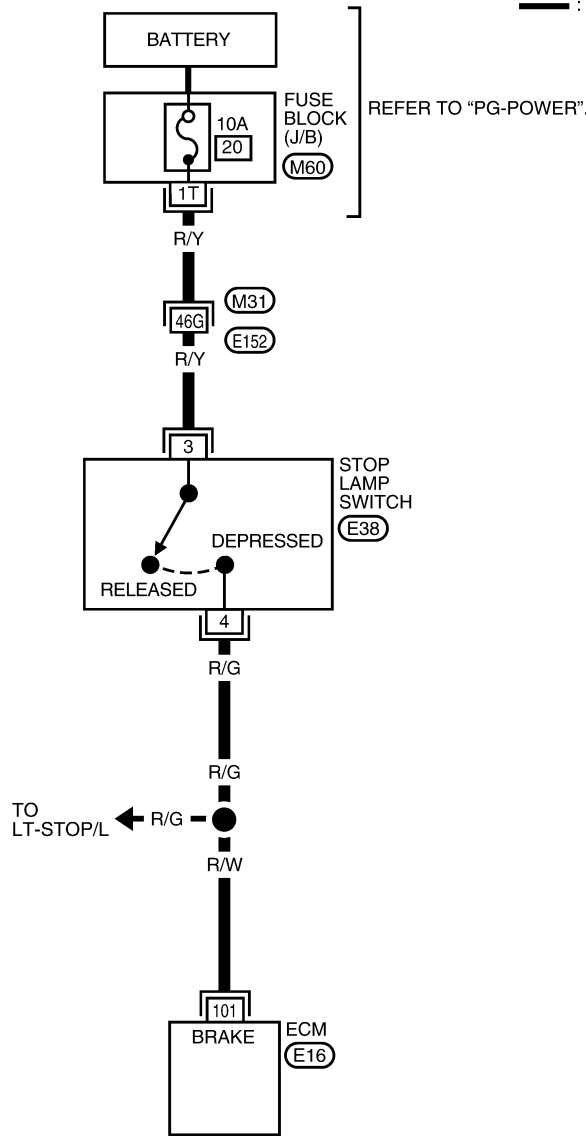 :
BATTERY
FUSE
BLOCK
(J/B)
REFER TO “PG-POWER”.
10A
20
M60
1T
R/Y
M31
46G
E152
R/Y
3
STOP
LAMP
SWITCH
E38
DEPRESSED
RELEASED
4
R/G
R/G
TO
LT-STOP/L
R/G
R/W
101
BRAKE
ECM
E16